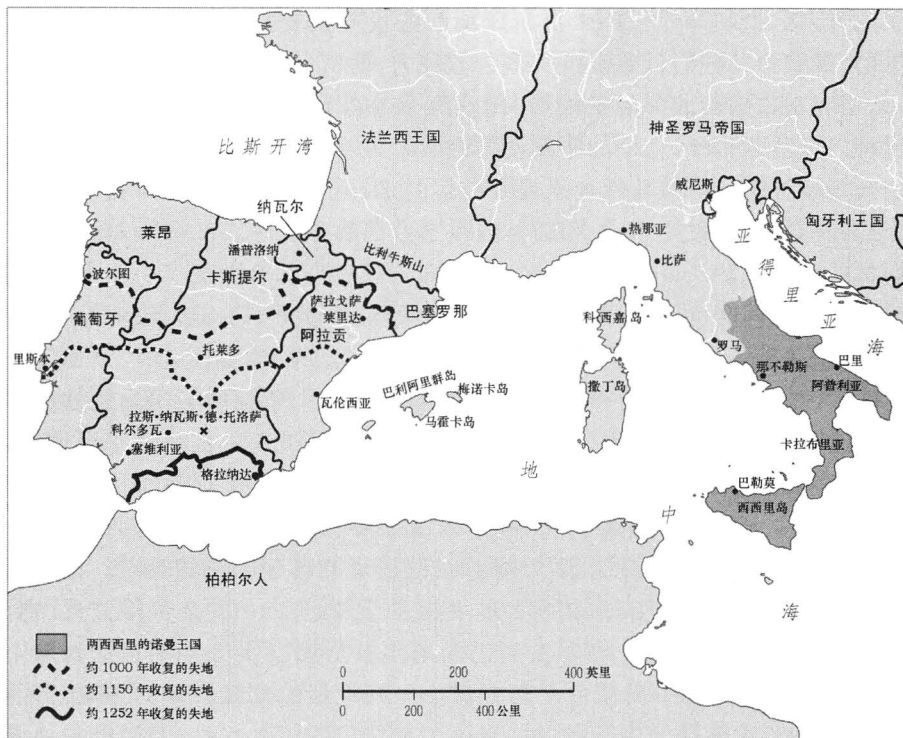 法兰西王国
神圣罗马帝国
比斯开湾
威尼斯
纳瓦尔
匈牙利王国
莱昂
热那亚
亚得里亚海
潘普洛纳
比利牛斯山
比萨
波尔图
卡斯提尔
萨拉戈萨
莱里达
巴塞罗那
科西嘉岛
葡萄牙
阿拉贡
罗马
里斯本
托莱多
那不勒斯
巴里
巴利阿里群岛
梅诺卡岛
撒丁岛
阿普利亚
瓦伦西亚
拉斯·纳瓦斯·德·托洛萨
马霍卡岛
科尔多瓦
卡拉布里亚
塞维利亚
格拉纳达
地中海
巴勒莫
西西里岛
柏柏尔人
两西西里的诺曼王国
约1000年收复的失地
约1150年收复的失地
约1252年收复的失地
0 200 400英里
0 200 400公里